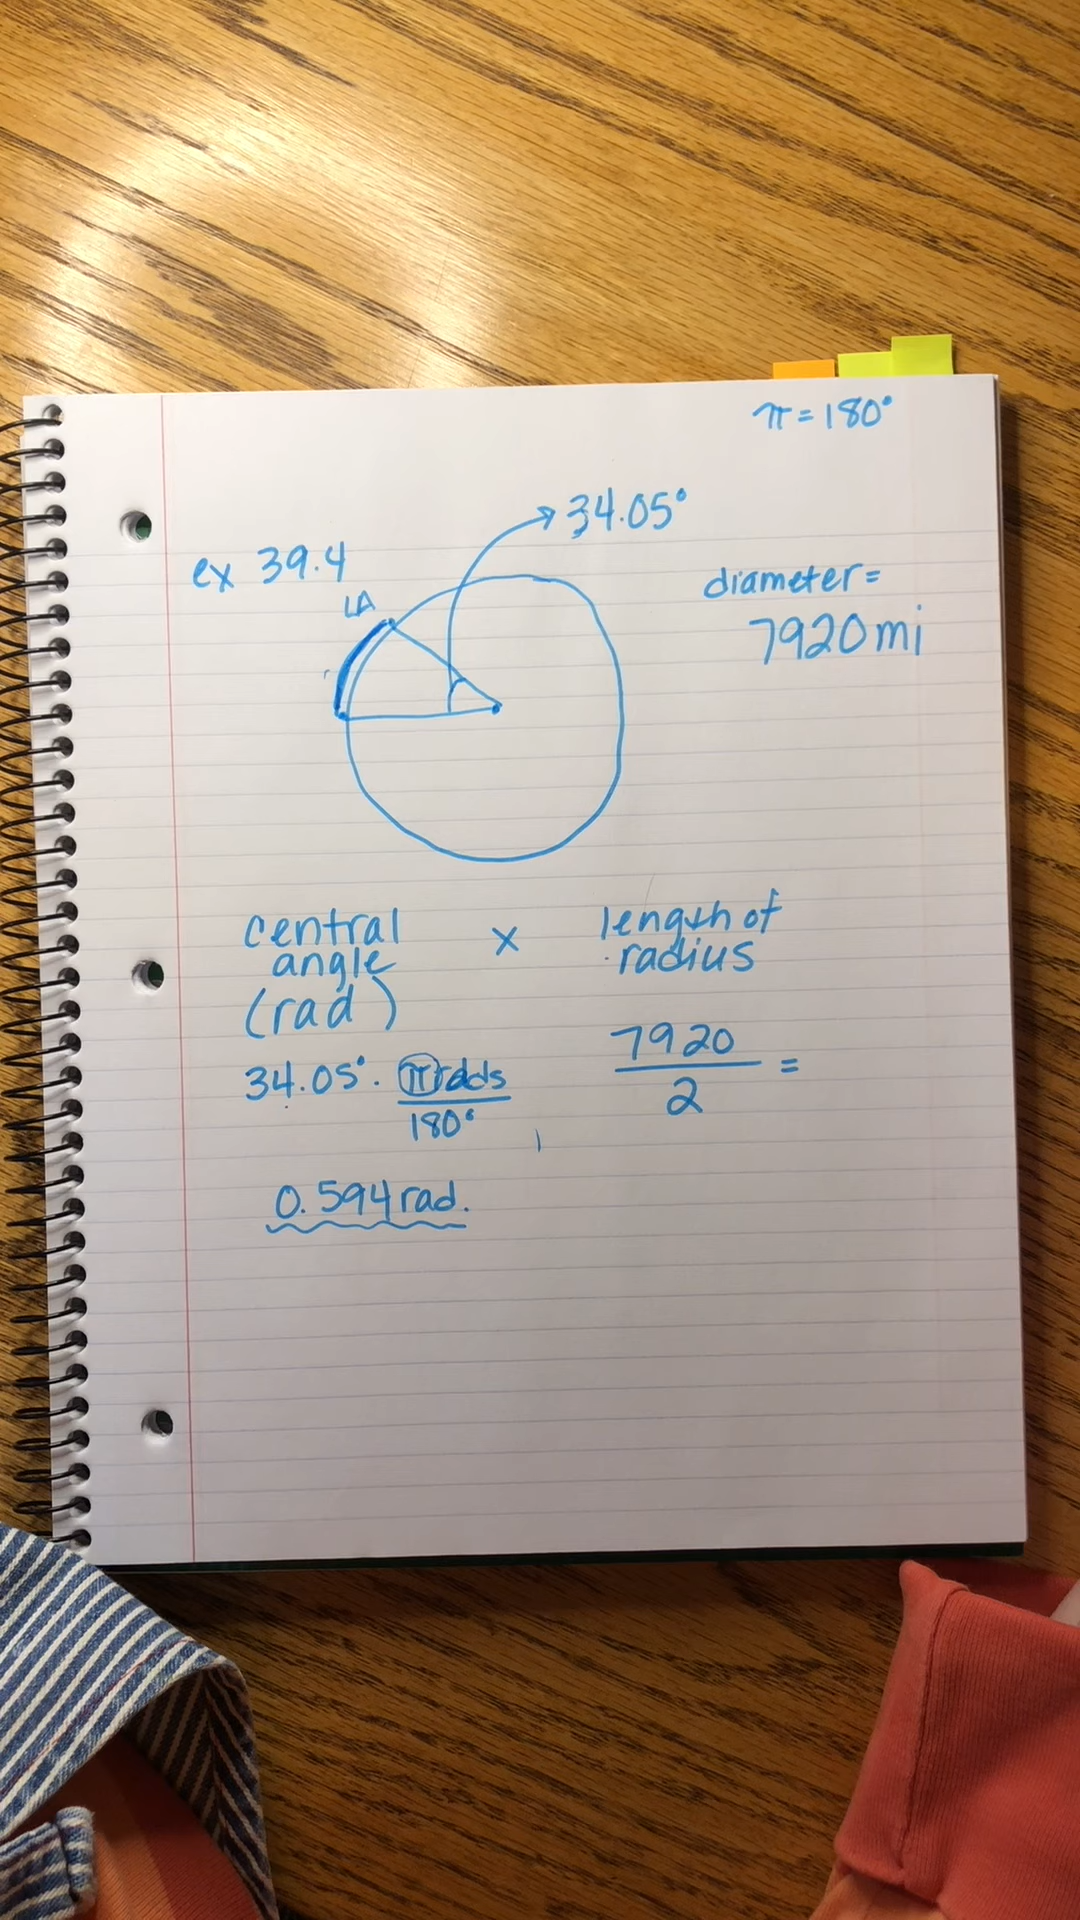 π = 180°
34.05°
ex 39.4
LA
diameter =
7920 mi
central
angle
(rad)
×
length of
radius
34.05° · π rads
180°
7920
2
=
0.594 rad.